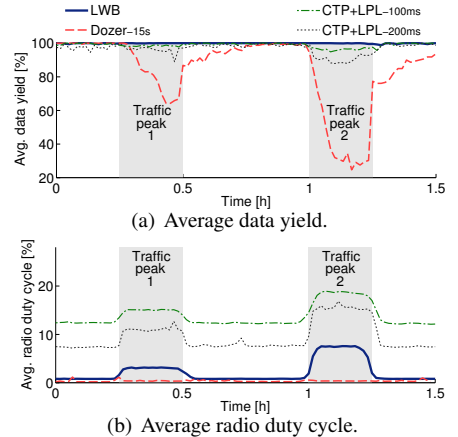 LWB
CTP+LPL−100ms
Dozer−15s
CTP+LPL−200ms
Avg. data yield [%]
100
80
60
40
20
Traffic
peak
1
Traffic
peak
2
0
0.5
1
1.5
Time [h]
(a) Average data yield.
Avg. radio duty cycle [%]
20
10
0
Traffic
peak
1
Traffic
peak
2
0
0.5
1
1.5
Time [h]
(b) Average radio duty cycle.